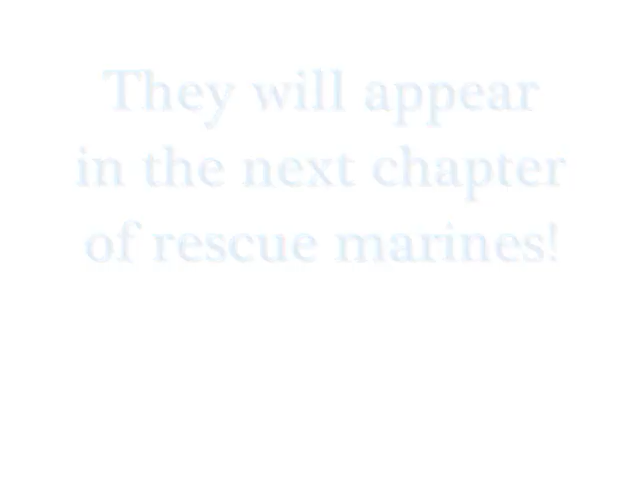 They will appear
in the next chapter
of rescue marines!